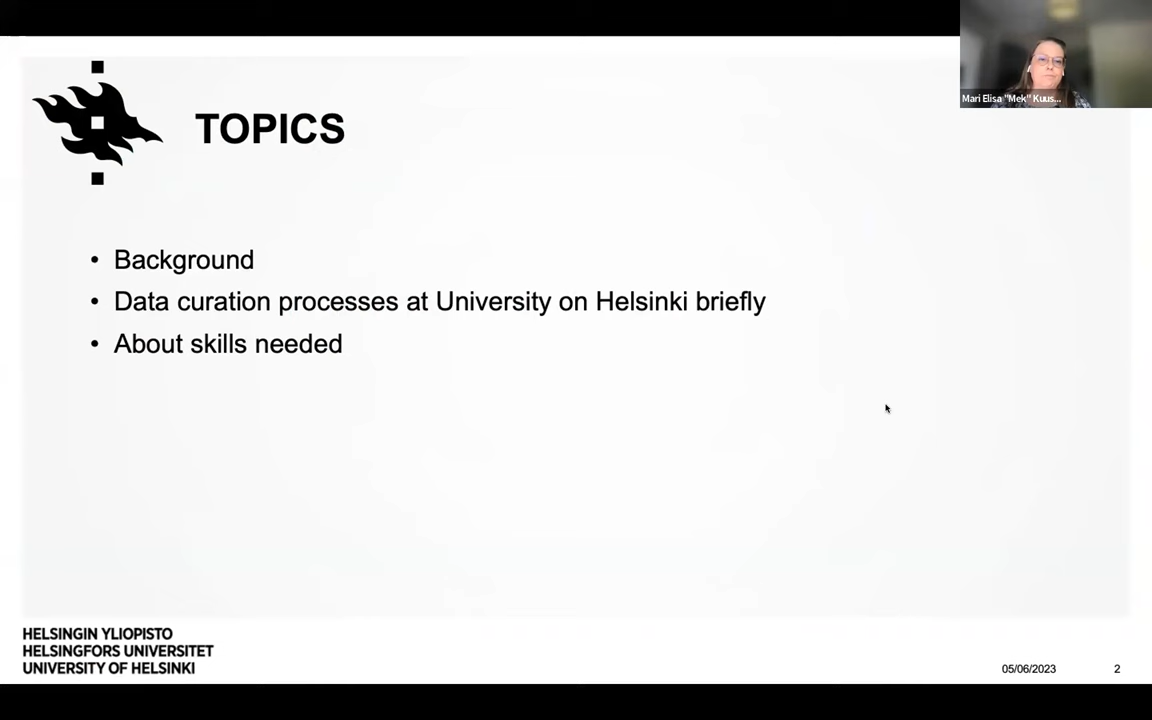 Mari Elisa "Mek" Kuus...
TOPICS
• Background
• Data curation processes at University on Helsinki briefly
• About skills needed
HELSINGIN YLIOPISTO
HELSINGFORS UNIVERSITET
UNIVERSITY OF HELSINKI
05/06/2023
2